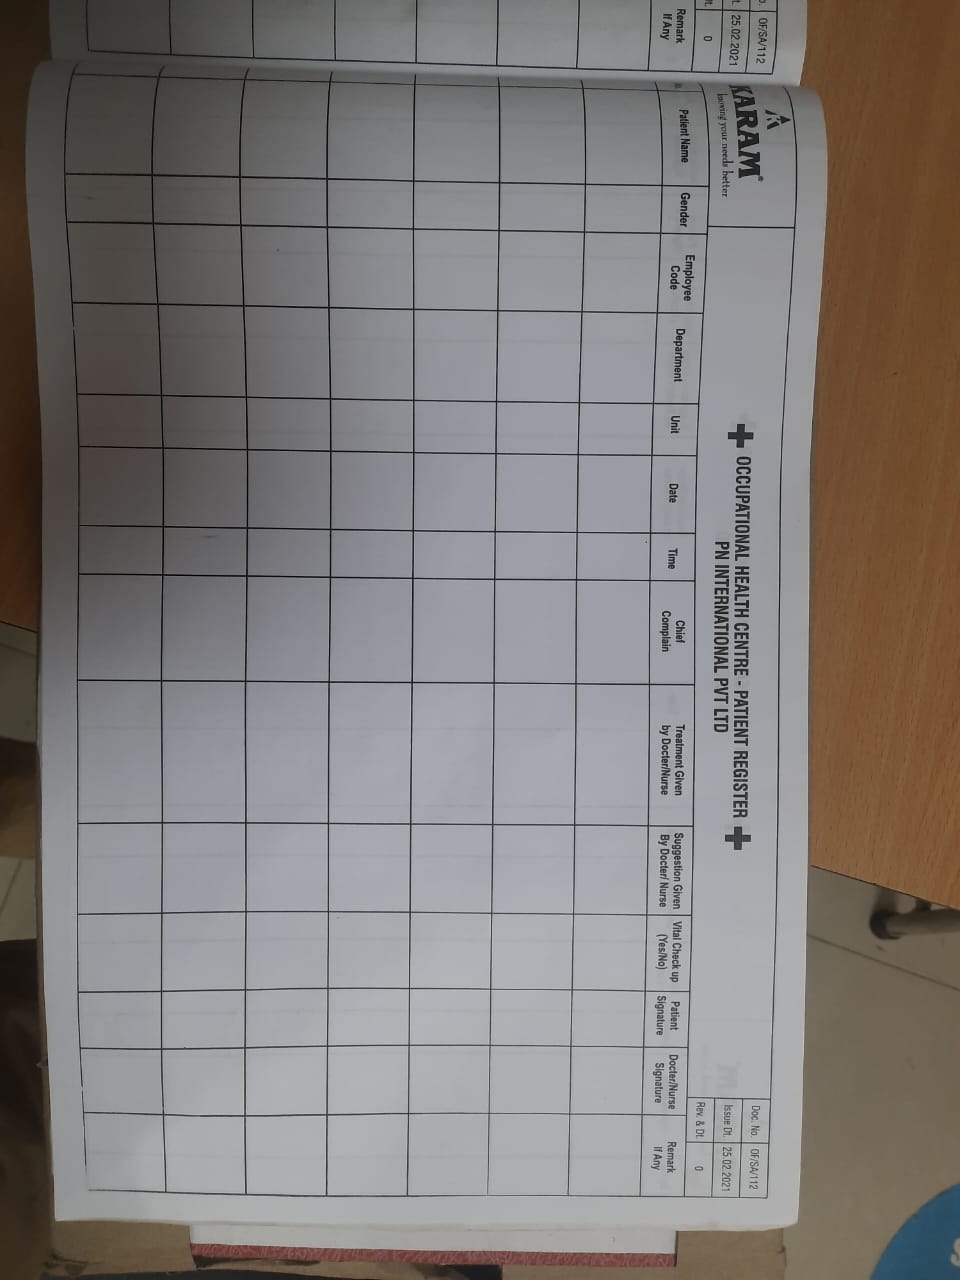 OF/SA/112
25.02.2021
0
Remark
If Any
KARAM®
knowing your needs better
OCCUPATIONAL HEALTH CENTRE - PATIENT REGISTER
PN INTERNATIONAL PVT LTD
Doc. No. OF/SA/112
Issue Dt. 25.02.2021
Rev. & Dt. 0
Patient Name
Gender
Employee
Code
Department
Unit
Date
Time
Chief
Complain
Treatment Given
by Docter/Nurse
Suggestion Given
By Docter/ Nurse
Vital Check up
(Yes/No)
Patient
Signature
Docter/Nurse
Signature
Remark
If Any